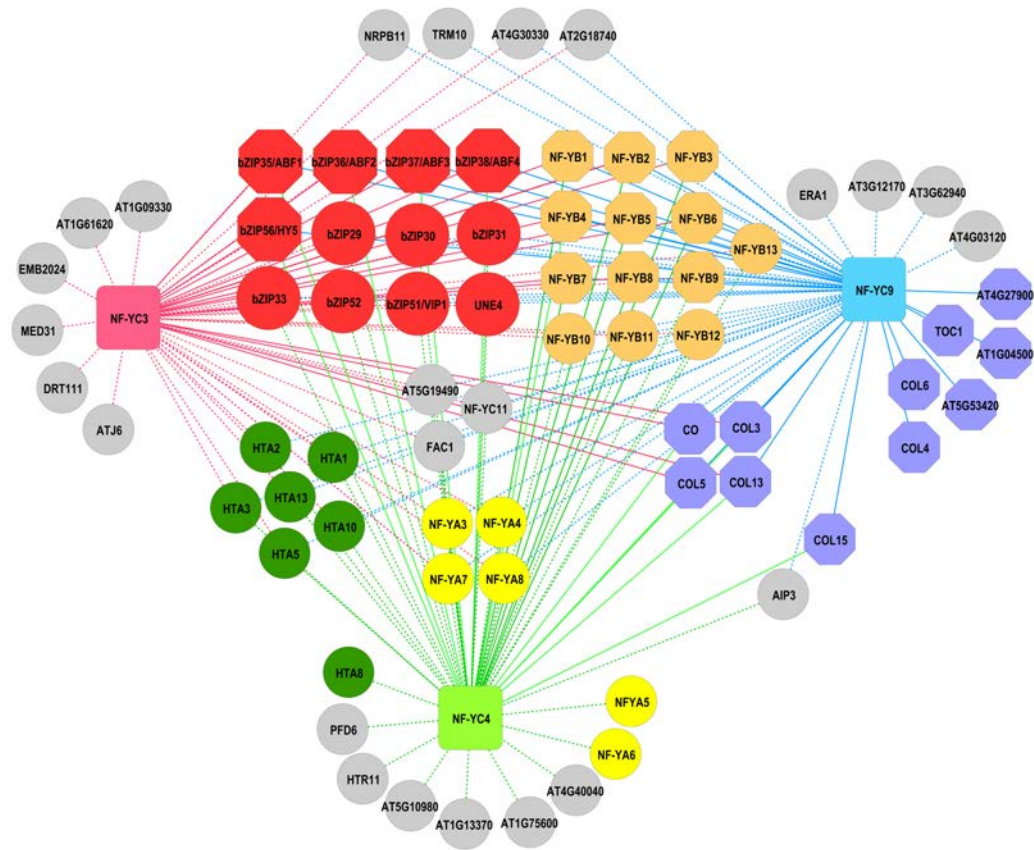 NRPB11
TRM10
AT4G30330
AT2G18740
bZIP35/ABF1
bZIP36/ABF2
bZIP37/ABF3
bZIP38/ABF4
NF-YB1
NF-YB2
NF-YB3
ERA1
AT3G12170
AT3G62940
AT4G03120
AT1G09330
AT1G61620
EMB2024
MED31
DRT111
ATJ6
NF-YC3
bZIP56/HY5
bZIP29
bZIP30
bZIP31
NF-YB4
NF-YB5
NF-YB6
NF-YB13
bZIP33
bZIP52
bZIP51/VIP1
UNE4
NF-YB7
NF-YB8
NF-YB9
NF-YB10
NF-YB11
NF-YB12
NF-YC9
AT4G27900
TOC1
AT1G04500
COL6
AT5G53420
COL4
AT5G19490
NF-YC11
FAC1
CO
COL3
COL5
COL13
HTA2
HTA1
HTA13
HTA3
HTA10
HTA5
NF-YA3
NF-YA4
NF-YA7
NF-YA8
COL15
AIP3
HTA8
NF-YC4
NFYA5
NF-YA6
PFD6
HTR11
AT5G10980
AT1G13370
AT1G75600
AT4G40040